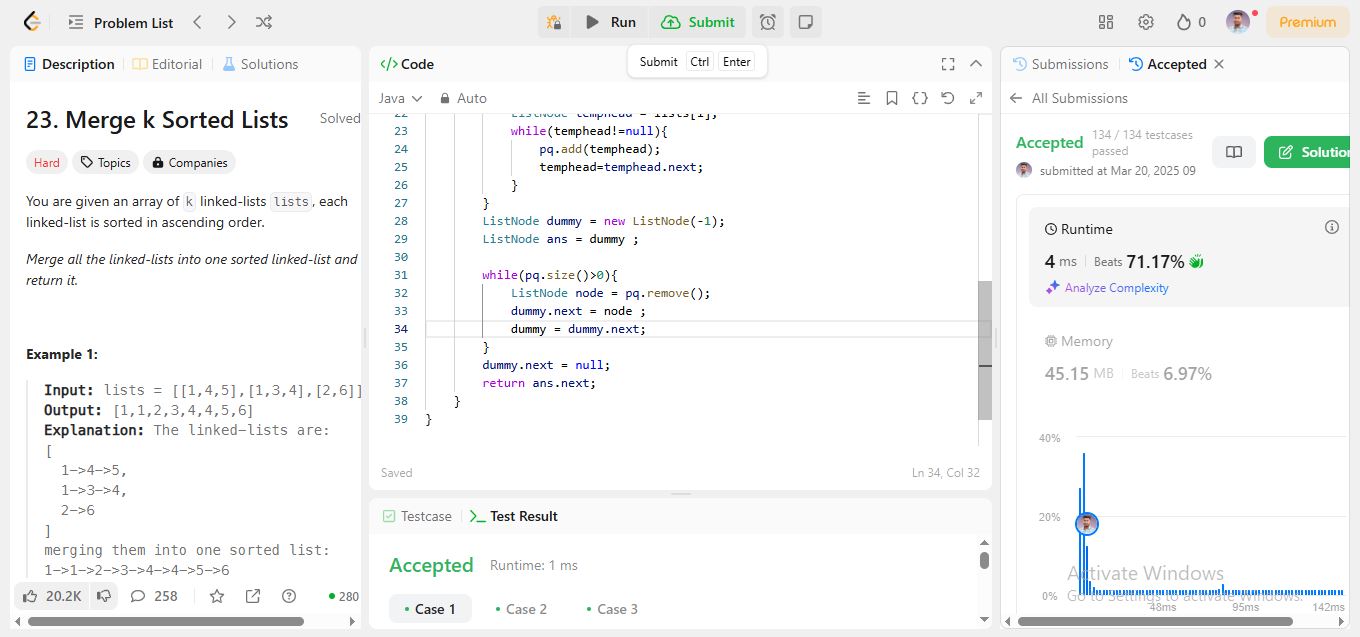 Problem List
Run
Submit
0
Premium
Submit Ctrl Enter
Description
Editorial
Solutions
23. Merge k Sorted Lists
Solved
Hard
Topics
Companies
You are given an array of k linked-lists lists, each
linked-list is sorted in ascending order.
Merge all the linked-lists into one sorted linked-list and
return it.
Example 1:
Input: lists = [[1,4,5],[1,3,4],[2,6]]
Output: [1,1,2,3,4,4,5,6]
Explanation: The linked-lists are:
[
1->4->5,
1->3->4,
2->6
]
merging them into one sorted list:
1->1->2->3->4->4->5->6
20.2K
258
280
</> Code
Java
Auto
22 ListNode temphead = lists[i];
23 while(temphead!=null){
24 pq.add(temphead);
25 temphead=temphead.next;
26 }
27 }
28 ListNode dummy = new ListNode(-1);
29 ListNode ans = dummy ;
30
31 while(pq.size()>0){
32 ListNode node = pq.remove();
33 dummy.next = node ;
34 dummy = dummy.next;
35 }
36 dummy.next = null;
37 return ans.next;
38 }
39 }
Saved
Ln 34, Col 32
Testcase
Test Result
Accepted Runtime: 1 ms
Case 1
Case 2
Case 3
Submissions
Accepted
All Submissions
Accepted
134 / 134 testcases
passed
submitted at Mar 20, 2025 09
Solution
Runtime
4 ms
Beats 71.17%
Analyze Complexity
Memory
45.15 MB
Beats 6.97%
40%
20%
0%
48ms
95ms
142ms
Activate Windows
Go to Settings to activate Windows.